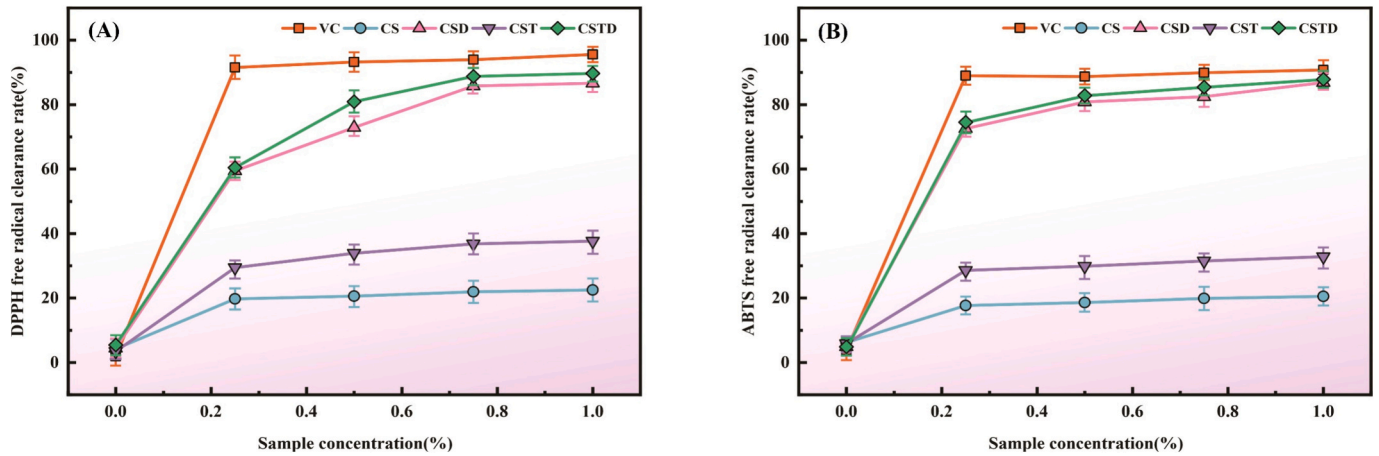 (A)
VC CS CSD CST CSTD
DPPH free radical clearance rate(%)
100
80
60
40
20
0
0.0 0.2 0.4 0.6 0.8 1.0
Sample concentration(%)
(B)
VC CS CSD CST CSTD
ABTS free radical clearance rate(%)
100
80
60
40
20
0
0.0 0.2 0.4 0.6 0.8 1.0
Sample concentration(%)